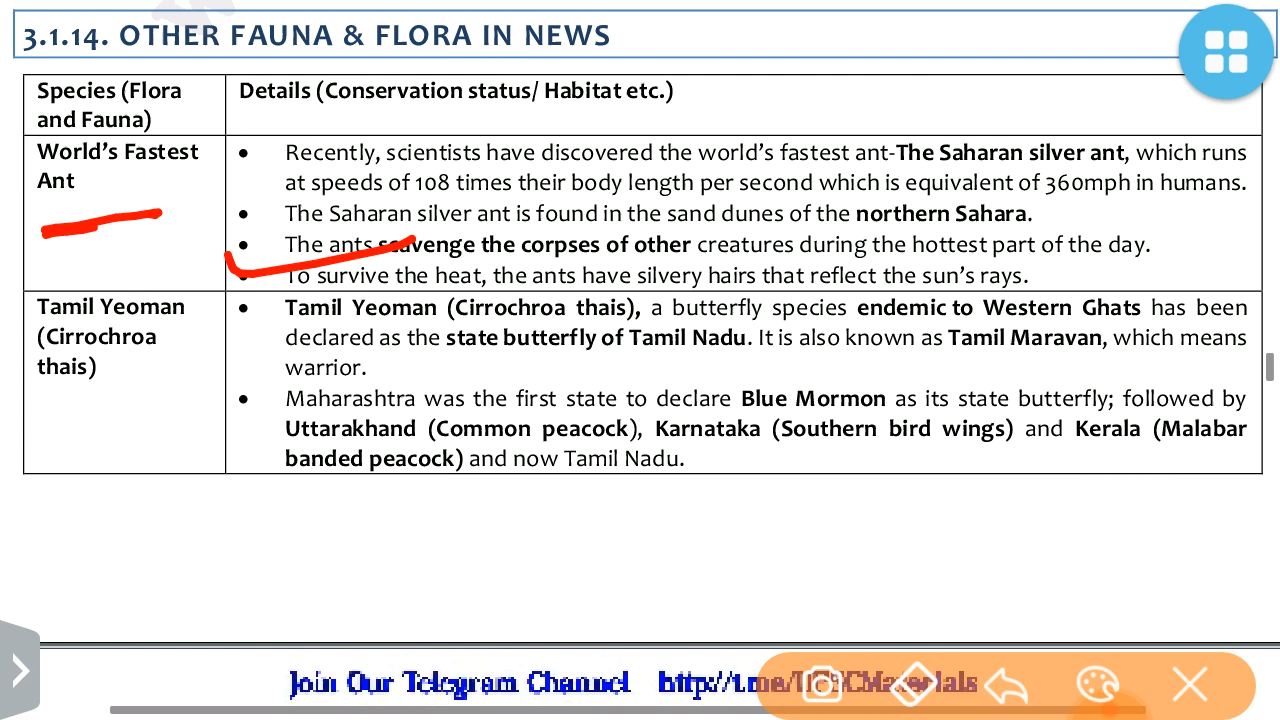 3.1.14. OTHER FAUNA & FLORA IN NEWS
Species (Flora and Fauna)
Details (Conservation status/ Habitat etc.)
World's Fastest Ant
• Recently, scientists have discovered the world's fastest ant-The Saharan silver ant, which runs
at speeds of 108 times their body length per second which is equivalent of 360mph in humans.
• The Saharan silver ant is found in the sand dunes of the northern Sahara.
• The ants scavenge the corpses of other creatures during the hottest part of the day.
• To survive the heat, the ants have silvery hairs that reflect the sun's rays.
Tamil Yeoman
(Cirrochroa
thais)
• Tamil Yeoman (Cirrochroa thais), a butterfly species endemic to Western Ghats has been
declared as the state butterfly of Tamil Nadu. It is also known as Tamil Maravan, which means
warrior.
• Maharashtra was the first state to declare Blue Mormon as its state butterfly; followed by
Uttarakhand (Common peacock), Karnataka (Southern bird wings) and Kerala (Malabar
banded peacock) and now Tamil Nadu.
Join Our Telegram Channel http://t.me/UPSCMaterials